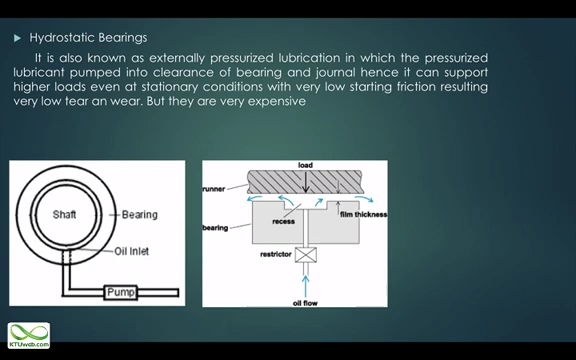 Hydrostatic Bearings
It is also known as externally pressurized lubrication in which the pressurized
lubricant pumped into clearance of bearing and journal hence it can support
higher loads even at stationary conditions with very low starting friction resulting
very low tear an wear. But they are very expensive
Shaft
Bearing
Oil Inlet
Pump
load
runner
recess
film thickness
bearing
restrictor
oil flow
KTUweb.com